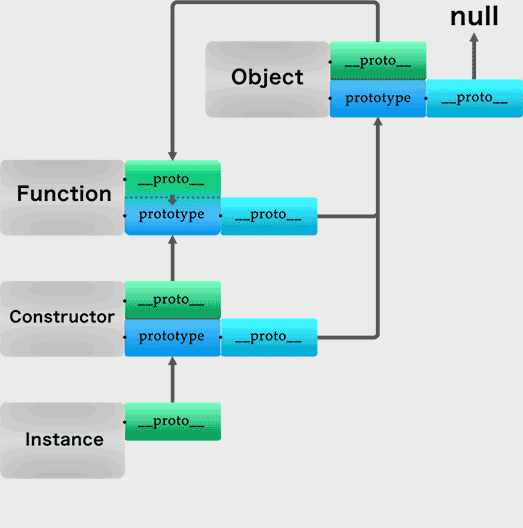 null
Object
__proto__
prototype
__proto__
Function
__proto__
prototype
__proto__
Constructor
__proto__
prototype
__proto__
Instance
__proto__